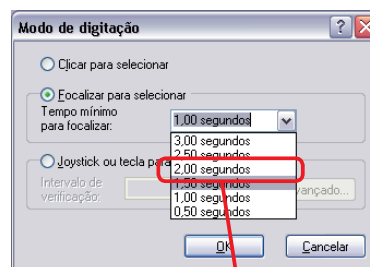 Modo de digitação
Clicar para selecionar
Focalizar para selecionar
Tempo mínimo
para focalizar:
1,00 segundos
3,00 segundos
2,50 segundos
2,00 segundos
1,50 segundos
1,00 segundos
0,50 segundos
Joystick ou tecla para
Intervalo de
verificação:
vançado...
OK
Cancelar